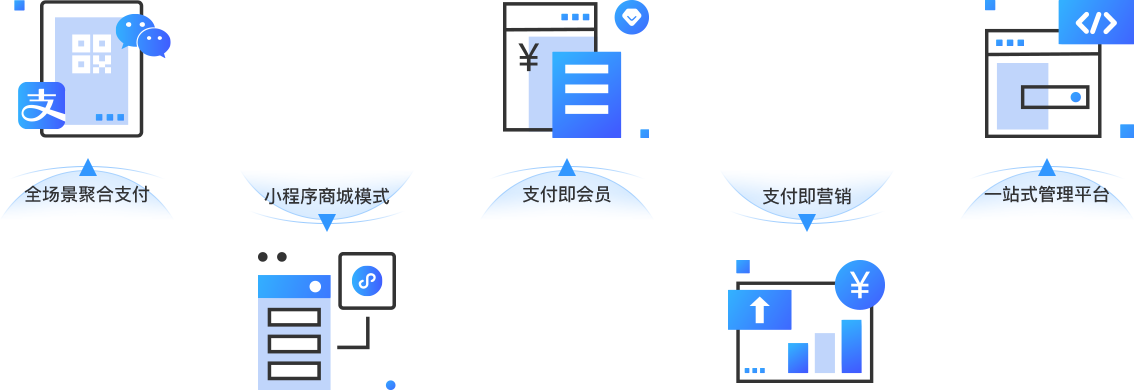 ¥
支
全场景聚合支付
小程序商城模式
支付即会员
支付即营销
一站式管理平台
¥